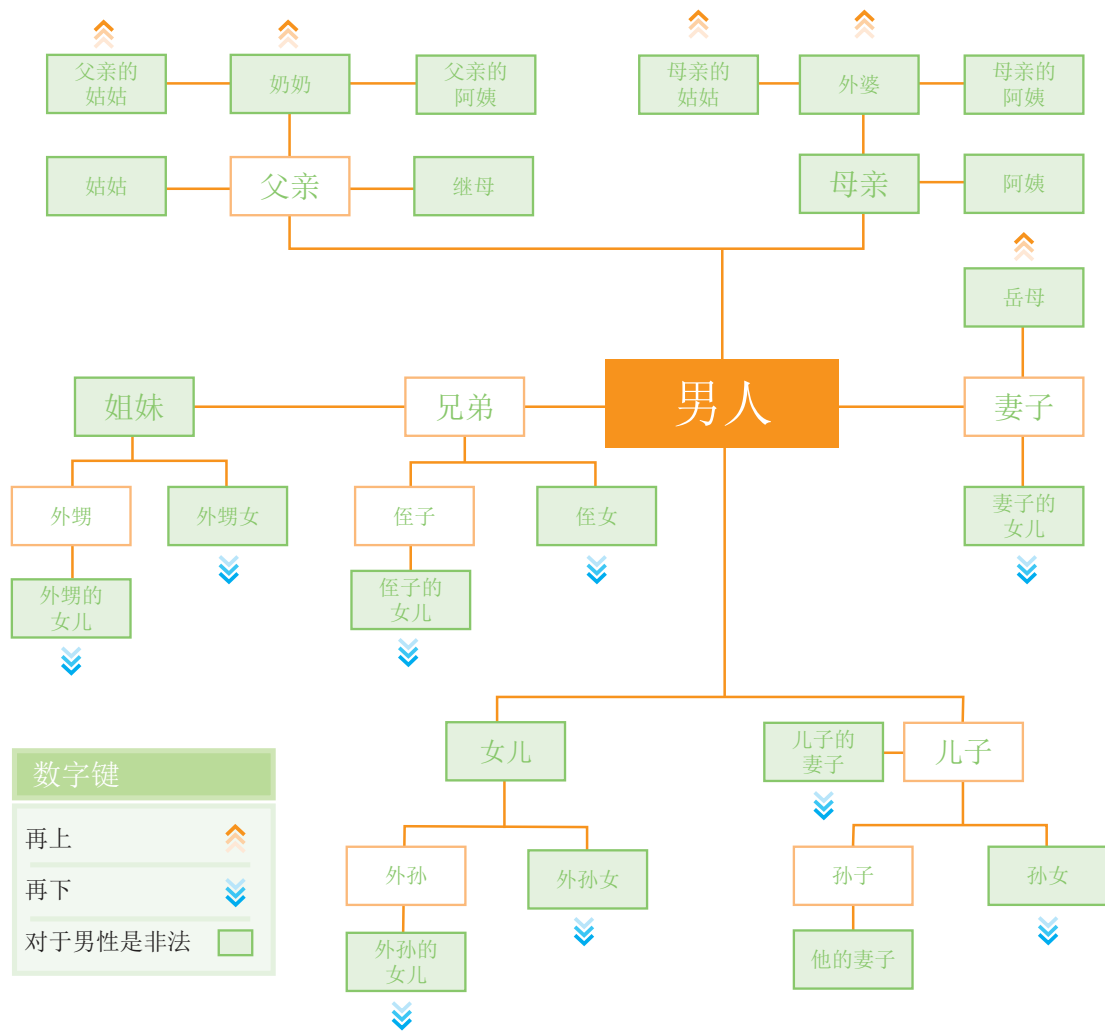 父亲的
姑姑
奶奶
父亲的
阿姨
母亲的
姑姑
外婆
母亲的
阿姨
姑姑
父亲
继母
母亲
阿姨
岳母
姐妹
兄弟
男人
妻子
外甥
外甥女
侄子
侄女
妻子的
女儿
外甥的
女儿
侄子的
女儿
女儿
儿子的
妻子
儿子
外孙
外孙女
孙子
孙女
外孙的
女儿
他的妻子
数字键
再上
再下
对于男性是非法